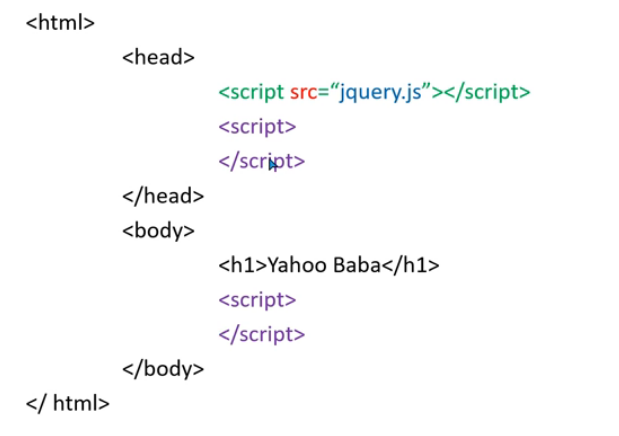 <html>
<head>
<script src=“jquery.js”></script>
<script>
</script>
</head>
<body>
<h1>Yahoo Baba</h1>
<script>
</script>
</body>
</ html>